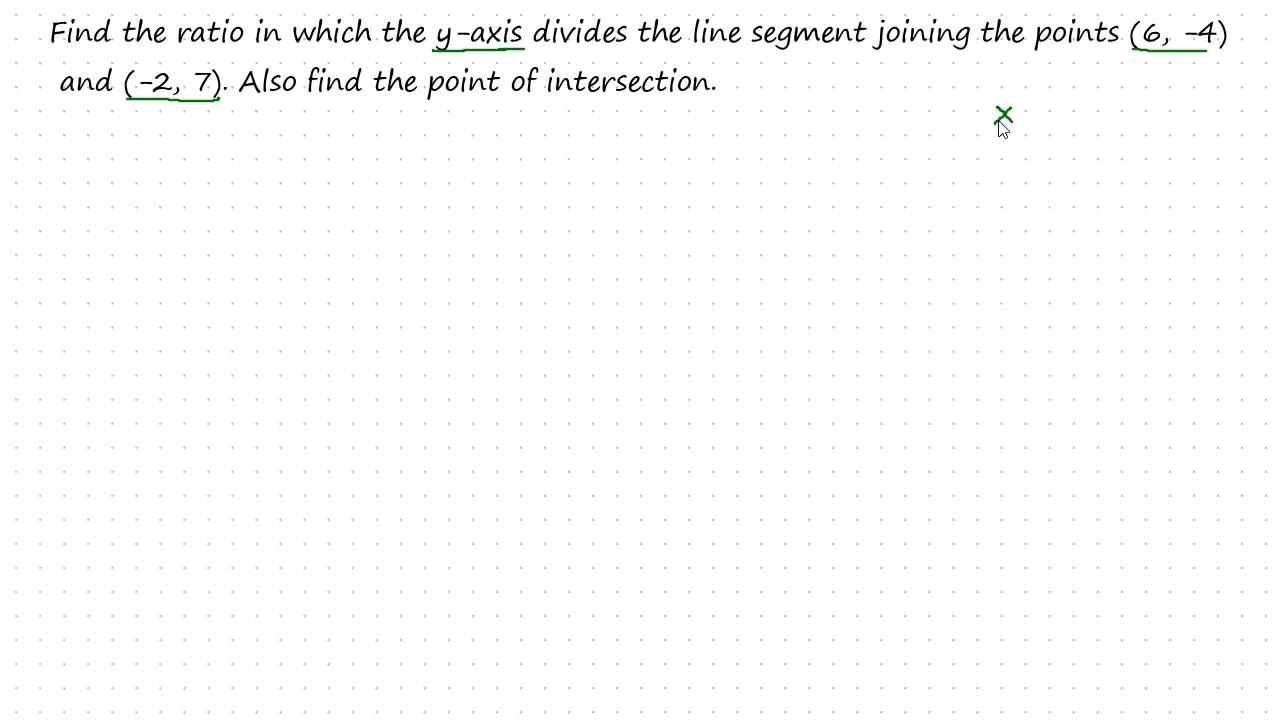 Find the ratio in which the y-axis divides the line segment joining the points (6, -4)
and (-2, 7). Also find the point of intersection.
x